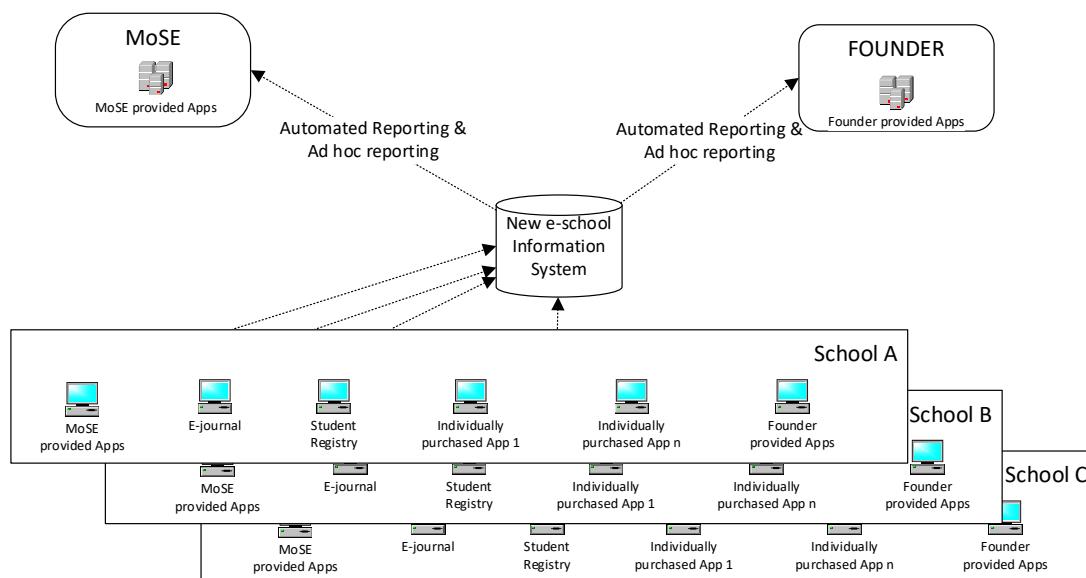 MoSE
MoSE provided Apps
FOUNDER
Founder provided Apps
Automated Reporting &
Ad hoc reporting
Automated Reporting &
Ad hoc reporting
New e-school
Information
System
School A
MoSE
provided Apps
E-journal
Student
Registry
Individually
purchased App 1
Individually
purchased App n
Founder
provided Apps
School B
MoSE
provided Apps
E-journal
Student
Registry
Individually
purchased App 1
Individually
purchased App n
Founder
provided Apps
School C
MoSE
provided Apps
E-journal
Student
Registry
Individually
purchased App 1
Individually
purchased App n
Founder
provided Apps